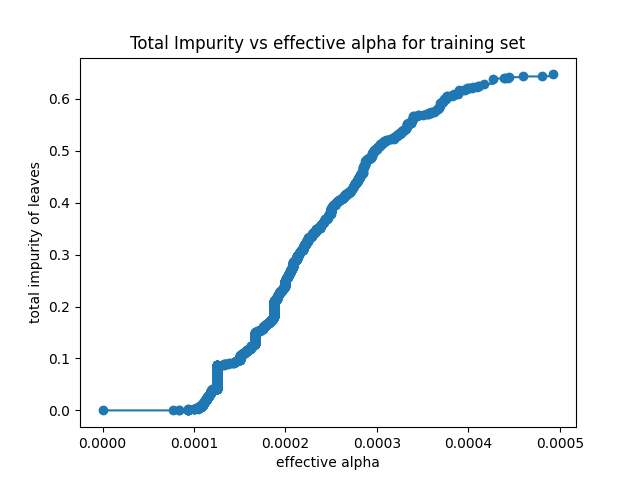 Total Impurity vs effective alpha for training set
total impurity of leaves
0.6
0.5
0.4
0.3
0.2
0.1
0.0
0.0000 0.0001 0.0002 0.0003 0.0004 0.0005
effective alpha